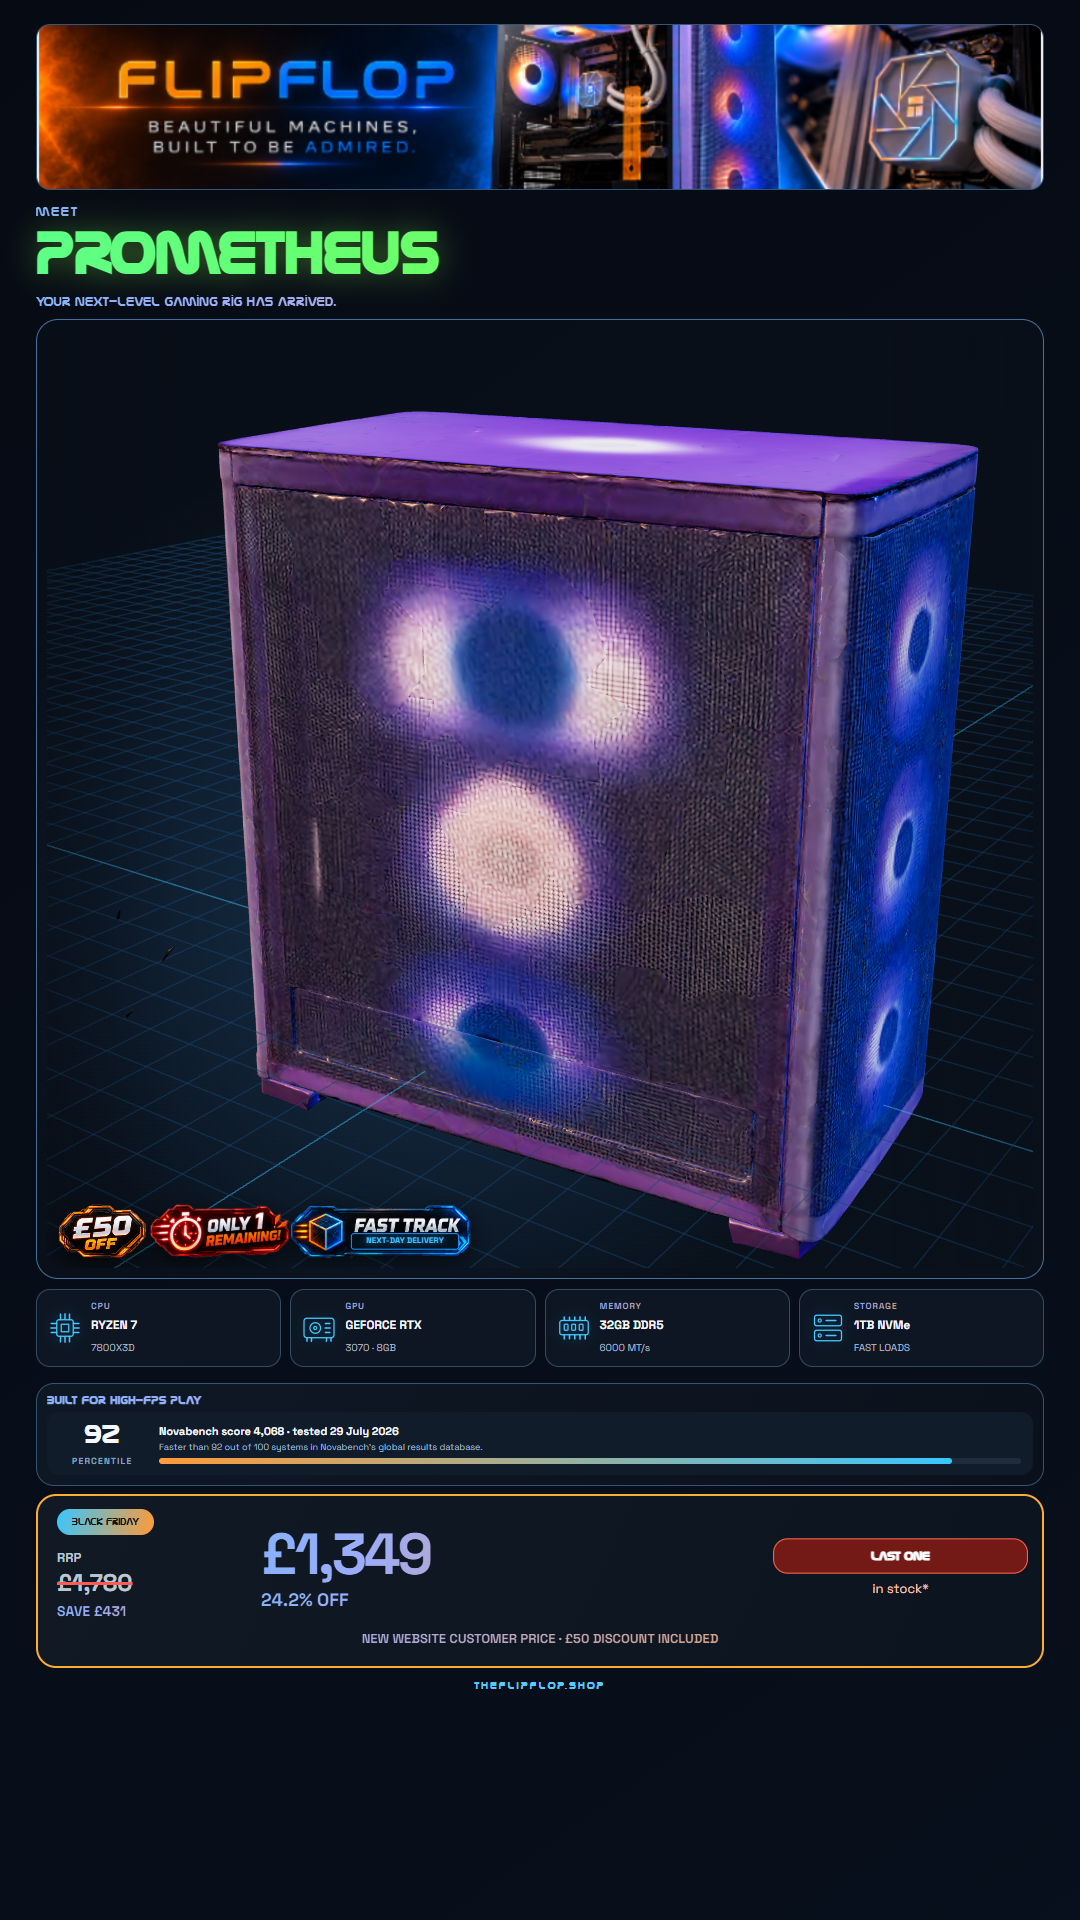 FLIPFLOP
BEAUTIFUL MACHINES,
BUILT TO BE ADMIRED.
MEET
PROMETHEUS
YOUR NEXT-LEVEL GAMING RIG HAS ARRIVED.
£50
OFF
ONLY 1
REMAINING!
FAST TRACK
NEXT-DAY DELIVERY
CPU
RYZEN 7
7800X3D
GPU
GEFORCE RTX
3070 · 8GB
MEMORY
32GB DDR5
6000 MT/s
STORAGE
1TB NVMe
FAST LOADS
BUILT FOR HIGH-FPS PLAY
92
PERCENTILE
Novabench score 4,068 · tested 29 July 2026
Faster than 92 out of 100 systems in Novabench's global results database.
BLACK FRIDAY
RRP
£1,780
SAVE £431
£1,349
24.2% OFF
LAST ONE
in stock*
NEW WEBSITE CUSTOMER PRICE · £50 DISCOUNT INCLUDED
THEFLIPFLOP.SHOP